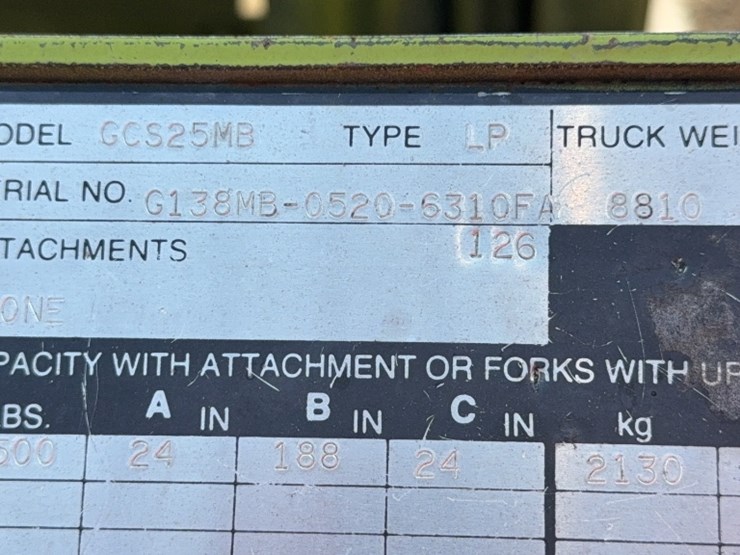 ODEL GCS25MB TYPE LP TRUCK WEI
RIAL NO. G138MB-0520-6310FA 8810
TACHMENTS 126
ONE
PACITY WITH ATTACHMENT OR FORKS WITH UP
BS. A IN B IN C IN kg
500 24 188 24 2130